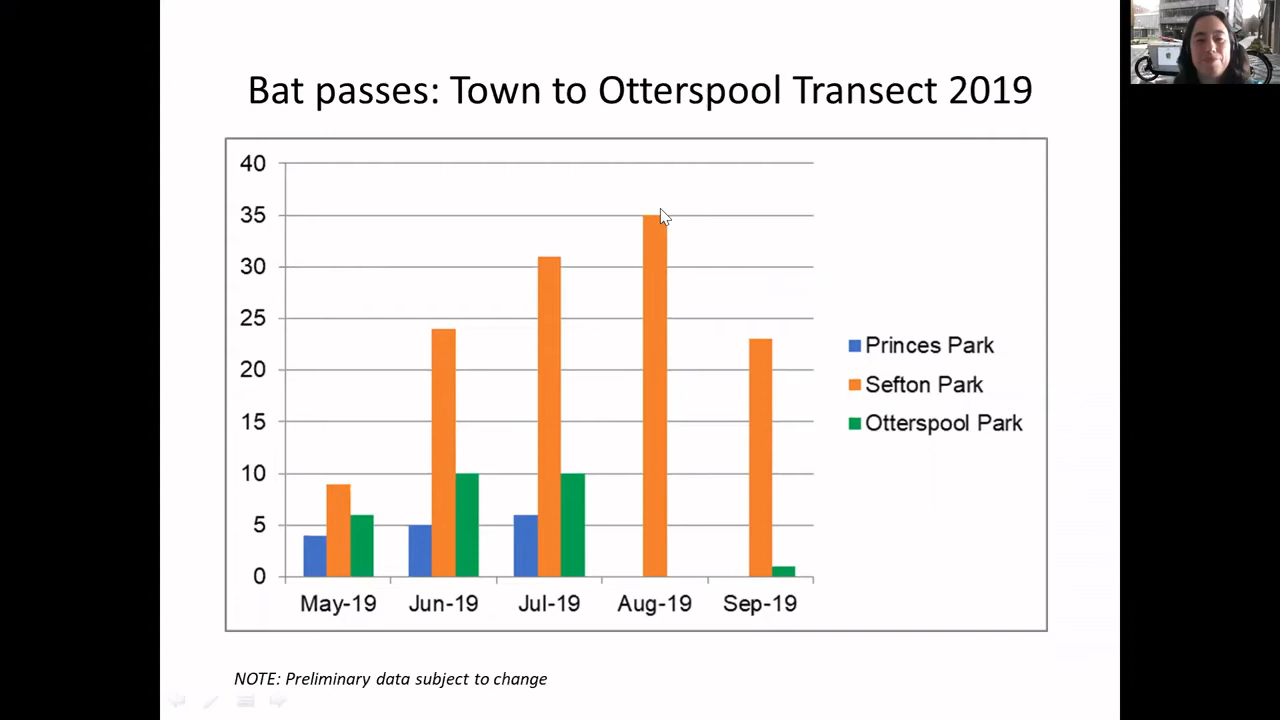 Bat passes: Town to Otterspool Transect 2019
40
35
30
25
20
15
10
5
0
May-19 Jun-19 Jul-19 Aug-19 Sep-19
Princes Park
Sefton Park
Otterspool Park
NOTE: Preliminary data subject to change